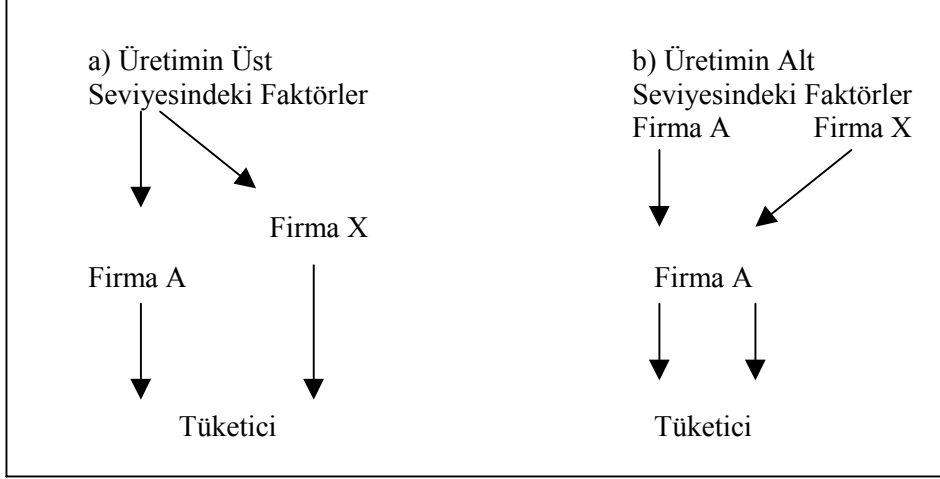 a) Üretimin Üst
Seviyesindeki Faktörler
Firma X
Firma A
Tüketici
b) Üretimin Alt
Seviyesindeki Faktörler
Firma A Firma X
Firma A
Tüketici